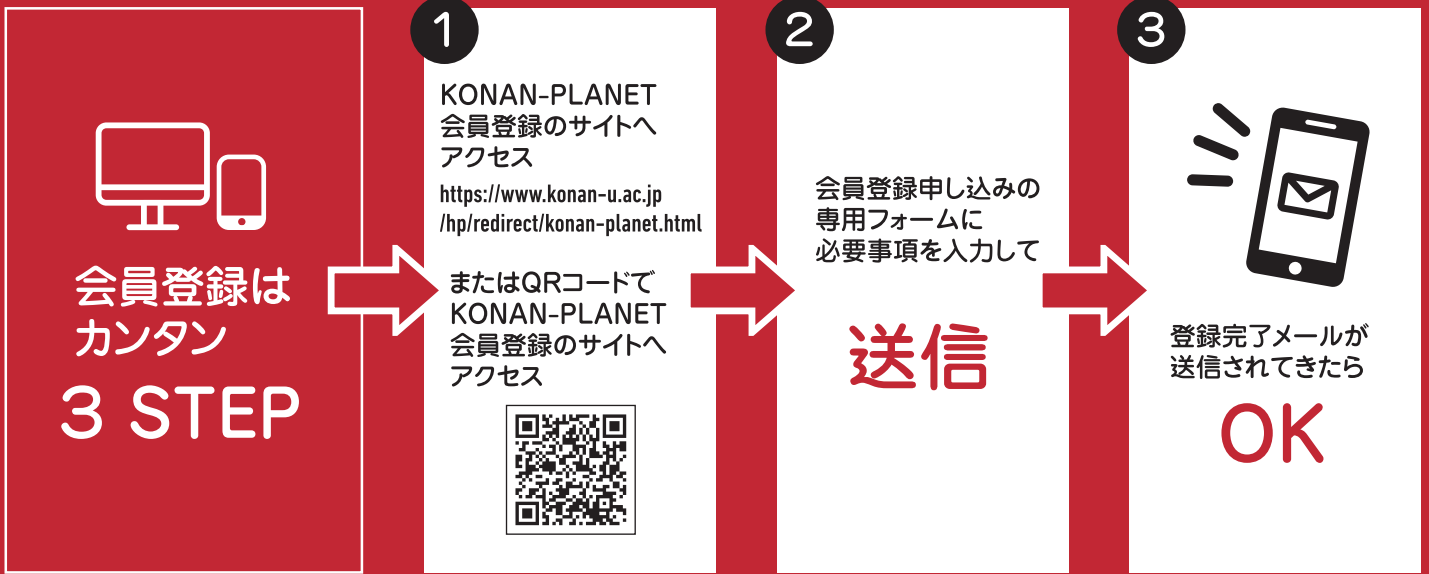 会員登録は
カンタン
3 STEP
1
KONAN-PLANET
会員登録のサイトへ
アクセス
https://www.konan-u.ac.jp
/hp/redirect/konan-planet.html
またはQRコードで
KONAN-PLANET
会員登録のサイトへ
アクセス
2
会員登録申し込みの
専用フォームに
必要事項を入力して
送信
3
登録完了メールが
送信されてきたら
OK